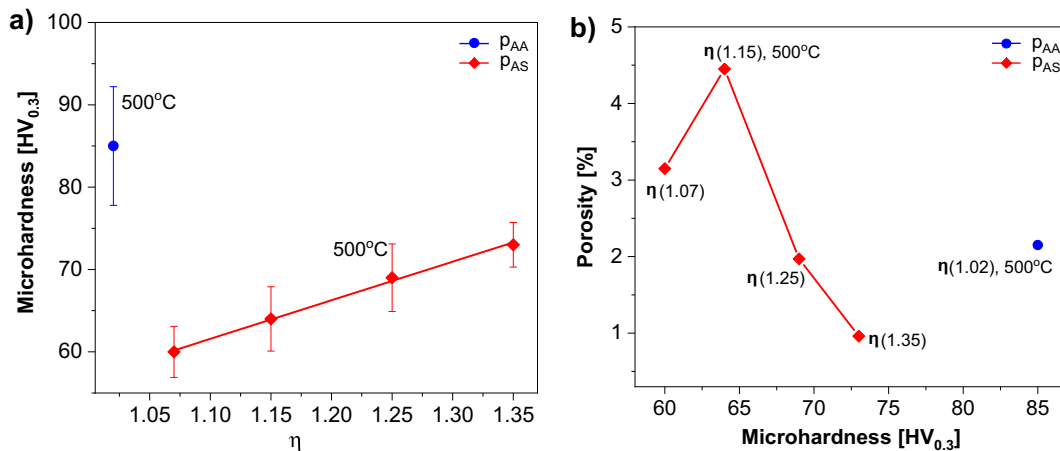 a)
100
90
80
70
60
Microhardness [HV0.3]
500°C
500°C
pAA
pAS
1.05 1.10 1.15 1.20 1.25 1.30 1.35
η
b)
5
4
3
2
1
Porosity [%]
η(1.15), 500°C
pAA
pAS
η(1.07)
η(1.25)
η(1.02), 500°C
η(1.35)
60 65 70 75 80 85
Microhardness [HV0.3]